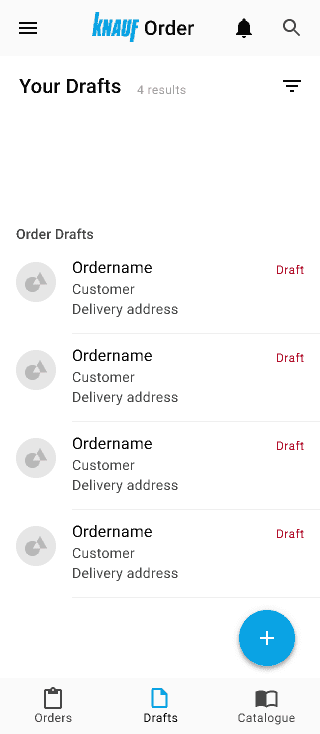 KNAUF Order
Your Drafts 4 results
Order Drafts
Ordername Draft
Customer
Delivery address
Ordername Draft
Customer
Delivery address
Ordername Draft
Customer
Delivery address
Ordername Draft
Customer
Delivery address
Orders Drafts Catalogue